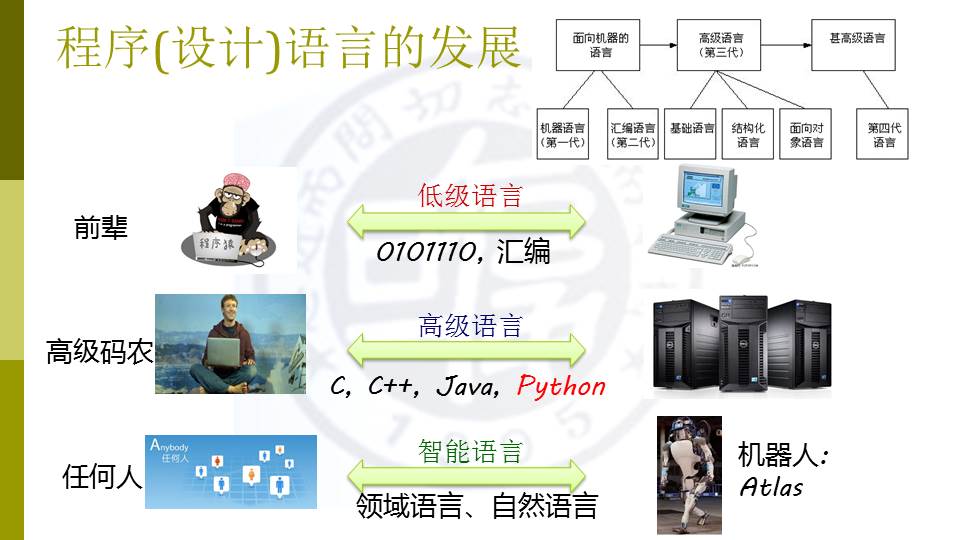 程序(设计)语言的发展
面向机器的
语言
高级语言
(第三代)
甚高级语言
机器语言
(第一代)
汇编语言
(第二代)
基础语言
结构化
语言
面向对
象语言
第四代
语言
前辈
程序猿
低级语言
0101110, 汇编
高级码农
高级语言
C, C++, Java, Python
任何人
Anybody
任何人
智能语言
领域语言、自然语言
机器人:
Atlas